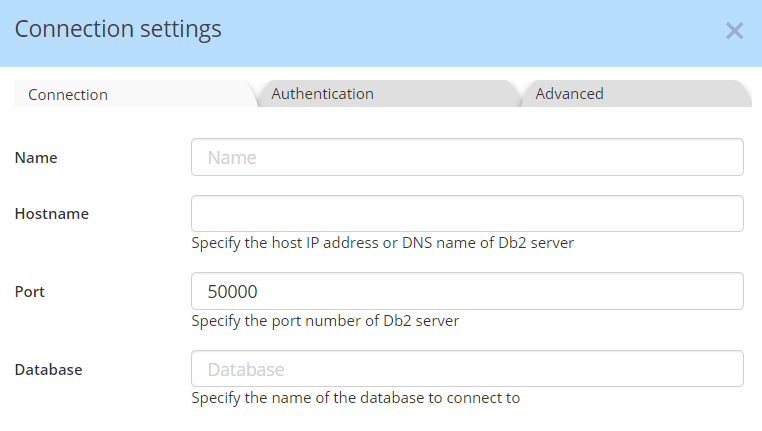 Connection settings
Connection
Authentication
Advanced
Name
Name
Hostname
Specify the host IP address or DNS name of Db2 server
Port
50000
Specify the port number of Db2 server
Database
Database
Specify the name of the database to connect to